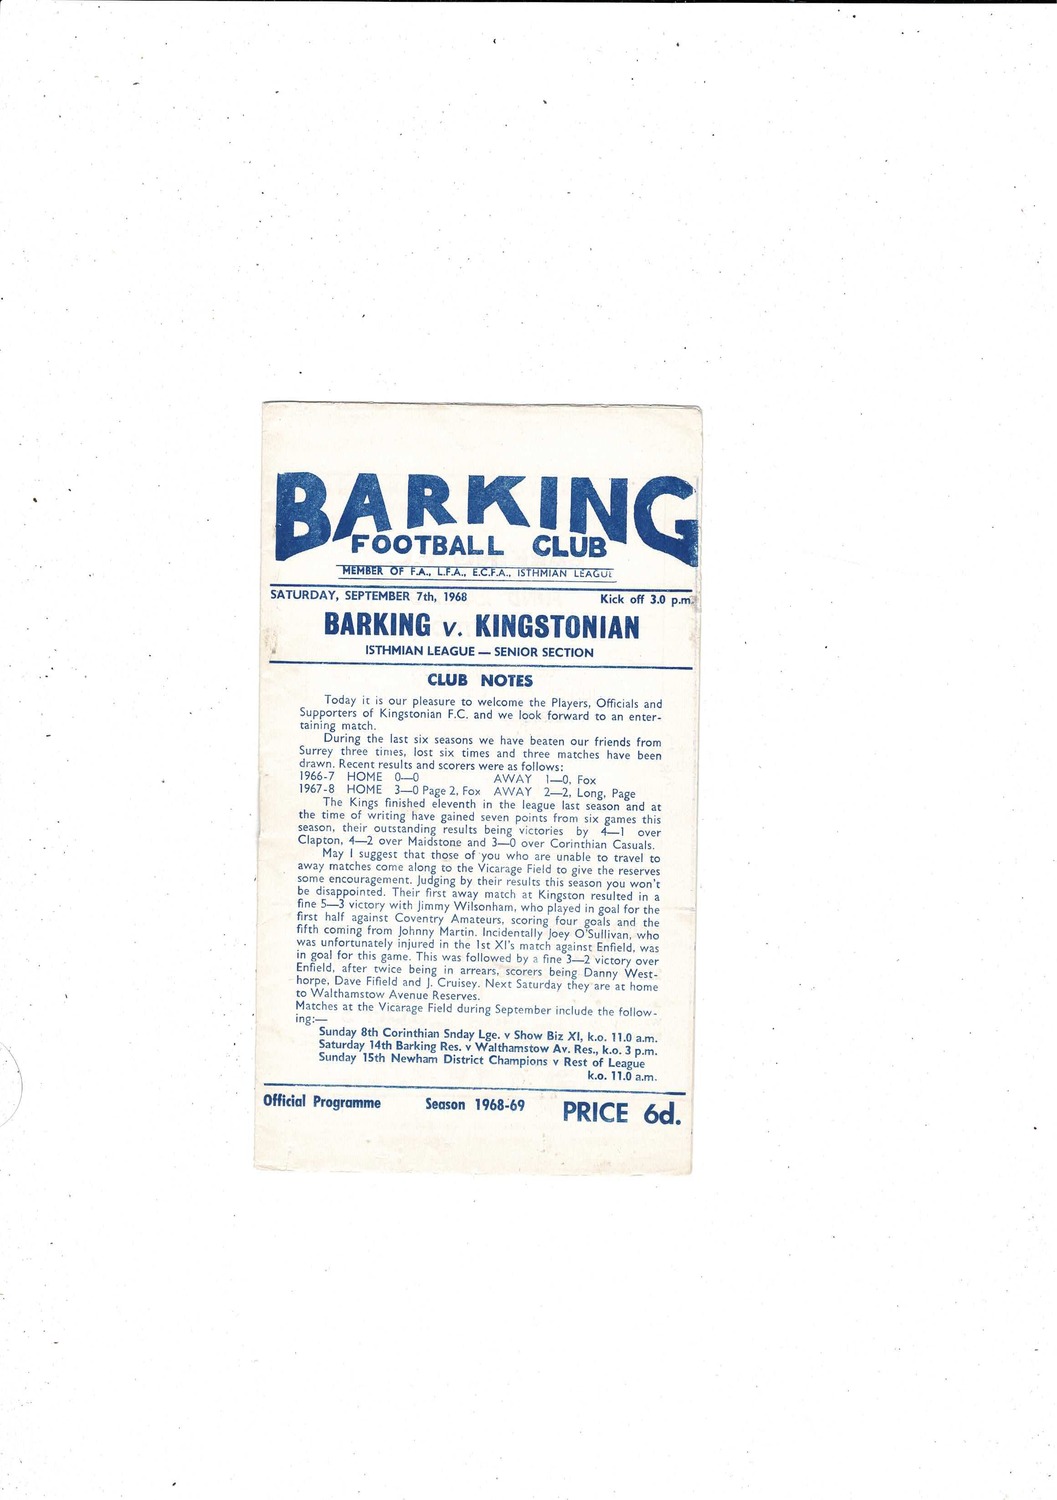 BARKING
FOOTBALL CLUB
MEMBER OF F.A., L.F.A., E.C.F.A., ISTHMIAN LEAGUE
SATURDAY, SEPTEMBER 7th, 1968 Kick off 3.0 p.m.
BARKING v. KINGSTONIAN
ISTHMIAN LEAGUE — SENIOR SECTION
CLUB NOTES
Today it is our pleasure to welcome the Players, Officials and
Supporters of Kingstonian F.C. and we look forward to an enter-
taining match.
During the last six seasons we have beaten our friends from
Surrey three times, lost six times and three matches have been
drawn. Recent results and scorers were as follows:
1966-7 HOME 0—0 AWAY 1—0, Fox
1967-8 HOME 3—0 Page 2, Fox AWAY 2—2, Long, Page
The Kings finished eleventh in the league last season and at
the time of writing have gained seven points from six games this
season, their outstanding results being victories by 4—1 over
Clapton, 4—2 over Maidstone and 3—0 over Corinthian Casuals.
May I suggest that those of you who are unable to travel to
away matches come along to the Vicarage Field to give the reserves
some encouragement. Judging by their results this season you won't
be disappointed. Their first away match at Kingston resulted in a
fine 5—3 victory with Jimmy Wilsonham, who played in goal for the
first half against Coventry Amateurs, scoring four goals and the
fifth coming from Johnny Martin. Incidentally Joey O'Sullivan, who
was unfortunately injured in the 1st XI's match against Enfield, was
in goal for this game. This was followed by a fine 3—2 victory over
Enfield, after twice being in arrears, scorers being Danny West-
horpe, Dave Fifield and J. Cruisey. Next Saturday they are at home
to Walthamstow Avenue Reserves.
Matches at the Vicarage Field during September include the follow-
ing:—
Sunday 8th Corinthian Snday Lge. v Show Biz XI, k.o. 11.0 a.m.
Saturday 14th Barking Res. v Walthamstow Av. Res., k.o. 3 p.m.
Sunday 15th Newham District Champions v Rest of League
k.o. 11.0 a.m.
Official Programme Season 1968-69 PRICE 6d.